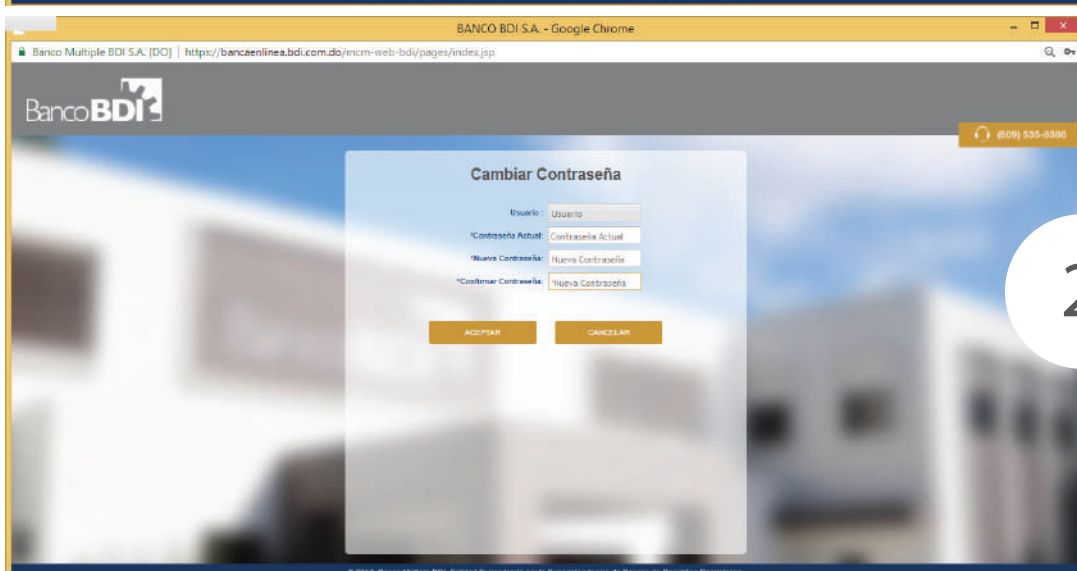 BANCO BDI S.A. - Google Chrome
Banco Multiple BDI S.A. [DO] | https://bancaenlinea.bdi.com.do/mcm-web-bdi/pages/index.jsp
Banco BDI
(809) 535-8586
Cambiar Contraseña
Usuario : Usuario
*Contraseña Actual: Contraseña Actual
*Nueva Contraseña: Nueva Contraseña
*Confirmar Contraseña: *Nueva Contraseña
ACEPTAR CANCELAR
2